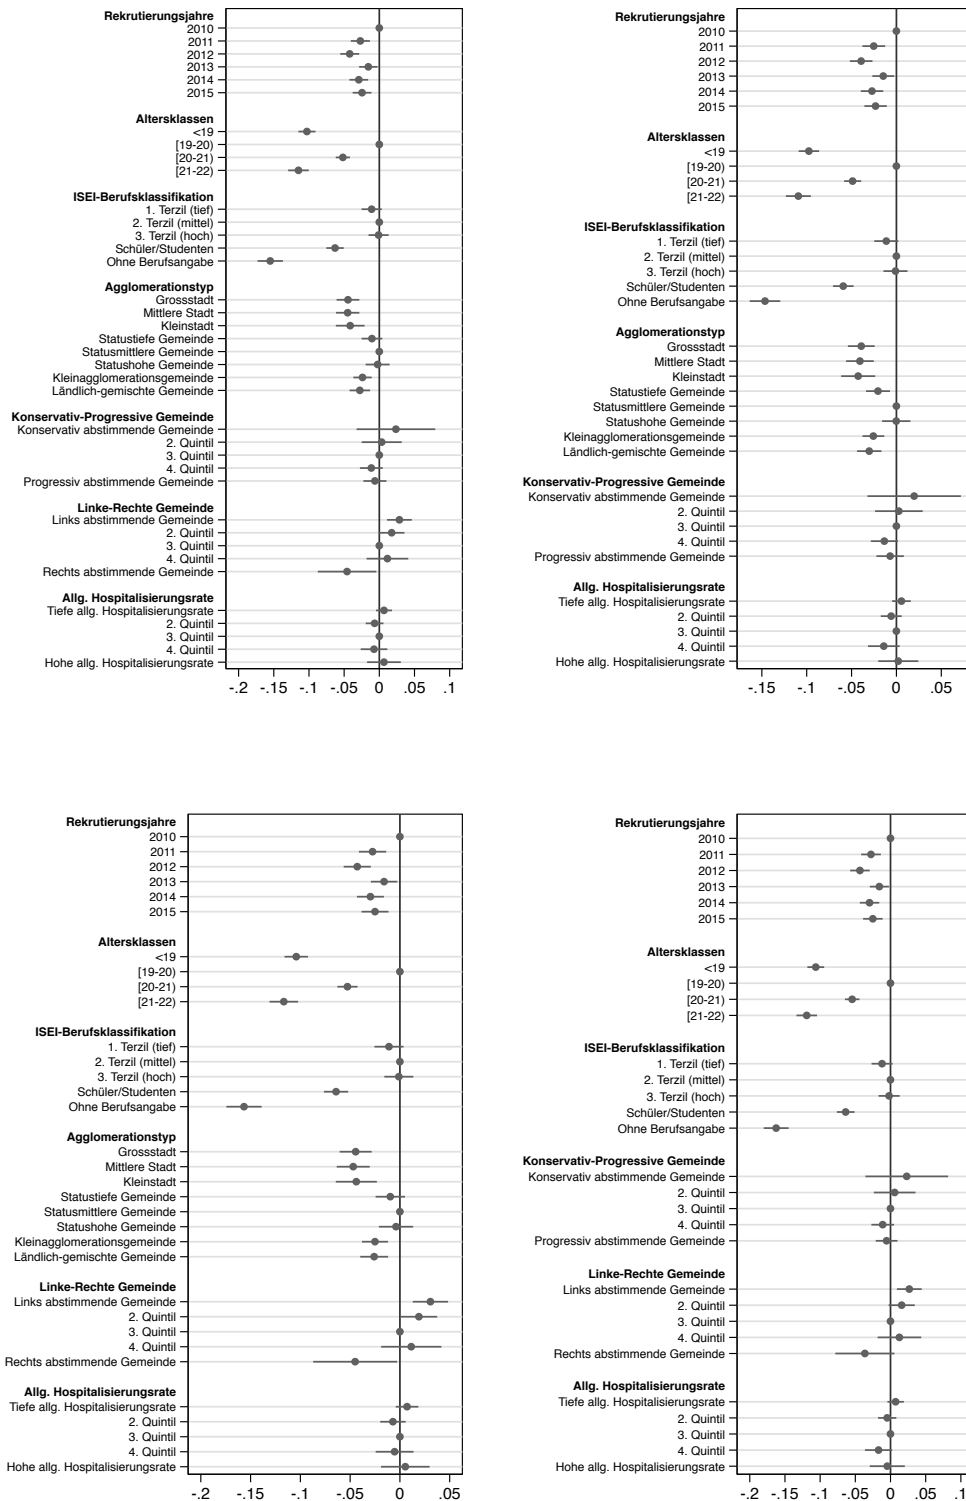 Rekrutierungsjahre
2010
2011
2012
2013
2014
2015
Altersklassen
<19
[19-20)
[20-21)
[21-22)
ISEI-Berufsklassifikation
1. Terzil (tief)
2. Terzil (mittel)
3. Terzil (hoch)
Schüler/Studenten
Ohne Berufsangabe
Agglomerationstyp
Grossstadt
Mittlere Stadt
Kleinstadt
Statustiefe Gemeinde
Statusmittlere Gemeinde
Statushohe Gemeinde
Kleinagglomerationsgemeinde
Ländlich-gemischte Gemeinde
Konservativ-Progressive Gemeinde
Konservativ abstimmende Gemeinde
2. Quintil
3. Quintil
4. Quintil
Progressiv abstimmende Gemeinde
Linke-Rechte Gemeinde
Links abstimmende Gemeinde
2. Quintil
3. Quintil
4. Quintil
Rechts abstimmende Gemeinde
Allg. Hospitalisierungsrate
Tiefe allg. Hospitalisierungsrate
2. Quintil
3. Quintil
4. Quintil
Hohe allg. Hospitalisierungsrate
-.2 -.15 -.1 -.05 0 .05 .1
Rekrutierungsjahre
2010
2011
2012
2013
2014
2015
Altersklassen
<19
[19-20)
[20-21)
[21-22)
ISEI-Berufsklassifikation
1. Terzil (tief)
2. Terzil (mittel)
3. Terzil (hoch)
Schüler/Studenten
Ohne Berufsangabe
Agglomerationstyp
Grossstadt
Mittlere Stadt
Kleinstadt
Statustiefe Gemeinde
Statusmittlere Gemeinde
Statushohe Gemeinde
Kleinagglomerationsgemeinde
Ländlich-gemischte Gemeinde
Konservativ-Progressive Gemeinde
Konservativ abstimmende Gemeinde
2. Quintil
3. Quintil
4. Quintil
Progressiv abstimmende Gemeinde
Allg. Hospitalisierungsrate
Tiefe allg. Hospitalisierungsrate
2. Quintil
3. Quintil
4. Quintil
Hohe allg. Hospitalisierungsrate
-.15 -.1 -.05 0 .05
Rekrutierungsjahre
2010
2011
2012
2013
2014
2015
Altersklassen
<19
[19-20)
[20-21)
[21-22)
ISEI-Berufsklassifikation
1. Terzil (tief)
2. Terzil (mittel)
3. Terzil (hoch)
Schüler/Studenten
Ohne Berufsangabe
Agglomerationstyp
Grossstadt
Mittlere Stadt
Kleinstadt
Statustiefe Gemeinde
Statusmittlere Gemeinde
Statushohe Gemeinde
Kleinagglomerationsgemeinde
Ländlich-gemischte Gemeinde
Linke-Rechte Gemeinde
Links abstimmende Gemeinde
2. Quintil
3. Quintil
4. Quintil
Rechts abstimmende Gemeinde
Allg. Hospitalisierungsrate
Tiefe allg. Hospitalisierungsrate
2. Quintil
3. Quintil
4. Quintil
Hohe allg. Hospitalisierungsrate
-.2 -.15 -.1 -.05 0 .05
Rekrutierungsjahre
2010
2011
2012
2013
2014
2015
Altersklassen
<19
[19-20)
[20-21)
[21-22)
ISEI-Berufsklassifikation
1. Terzil (tief)
2. Terzil (mittel)
3. Terzil (hoch)
Schüler/Studenten
Ohne Berufsangabe
Konservativ-Progressive Gemeinde
Konservativ abstimmende Gemeinde
2. Quintil
3. Quintil
4. Quintil
Progressiv abstimmende Gemeinde
Linke-Rechte Gemeinde
Links abstimmende Gemeinde
2. Quintil
3. Quintil
4. Quintil
Rechts abstimmende Gemeinde
Allg. Hospitalisierungsrate
Tiefe allg. Hospitalisierungsrate
2. Quintil
3. Quintil
4. Quintil
Hohe allg. Hospitalisierungsrate
-.2 -.15 -.1 -.05 0 .05 .1